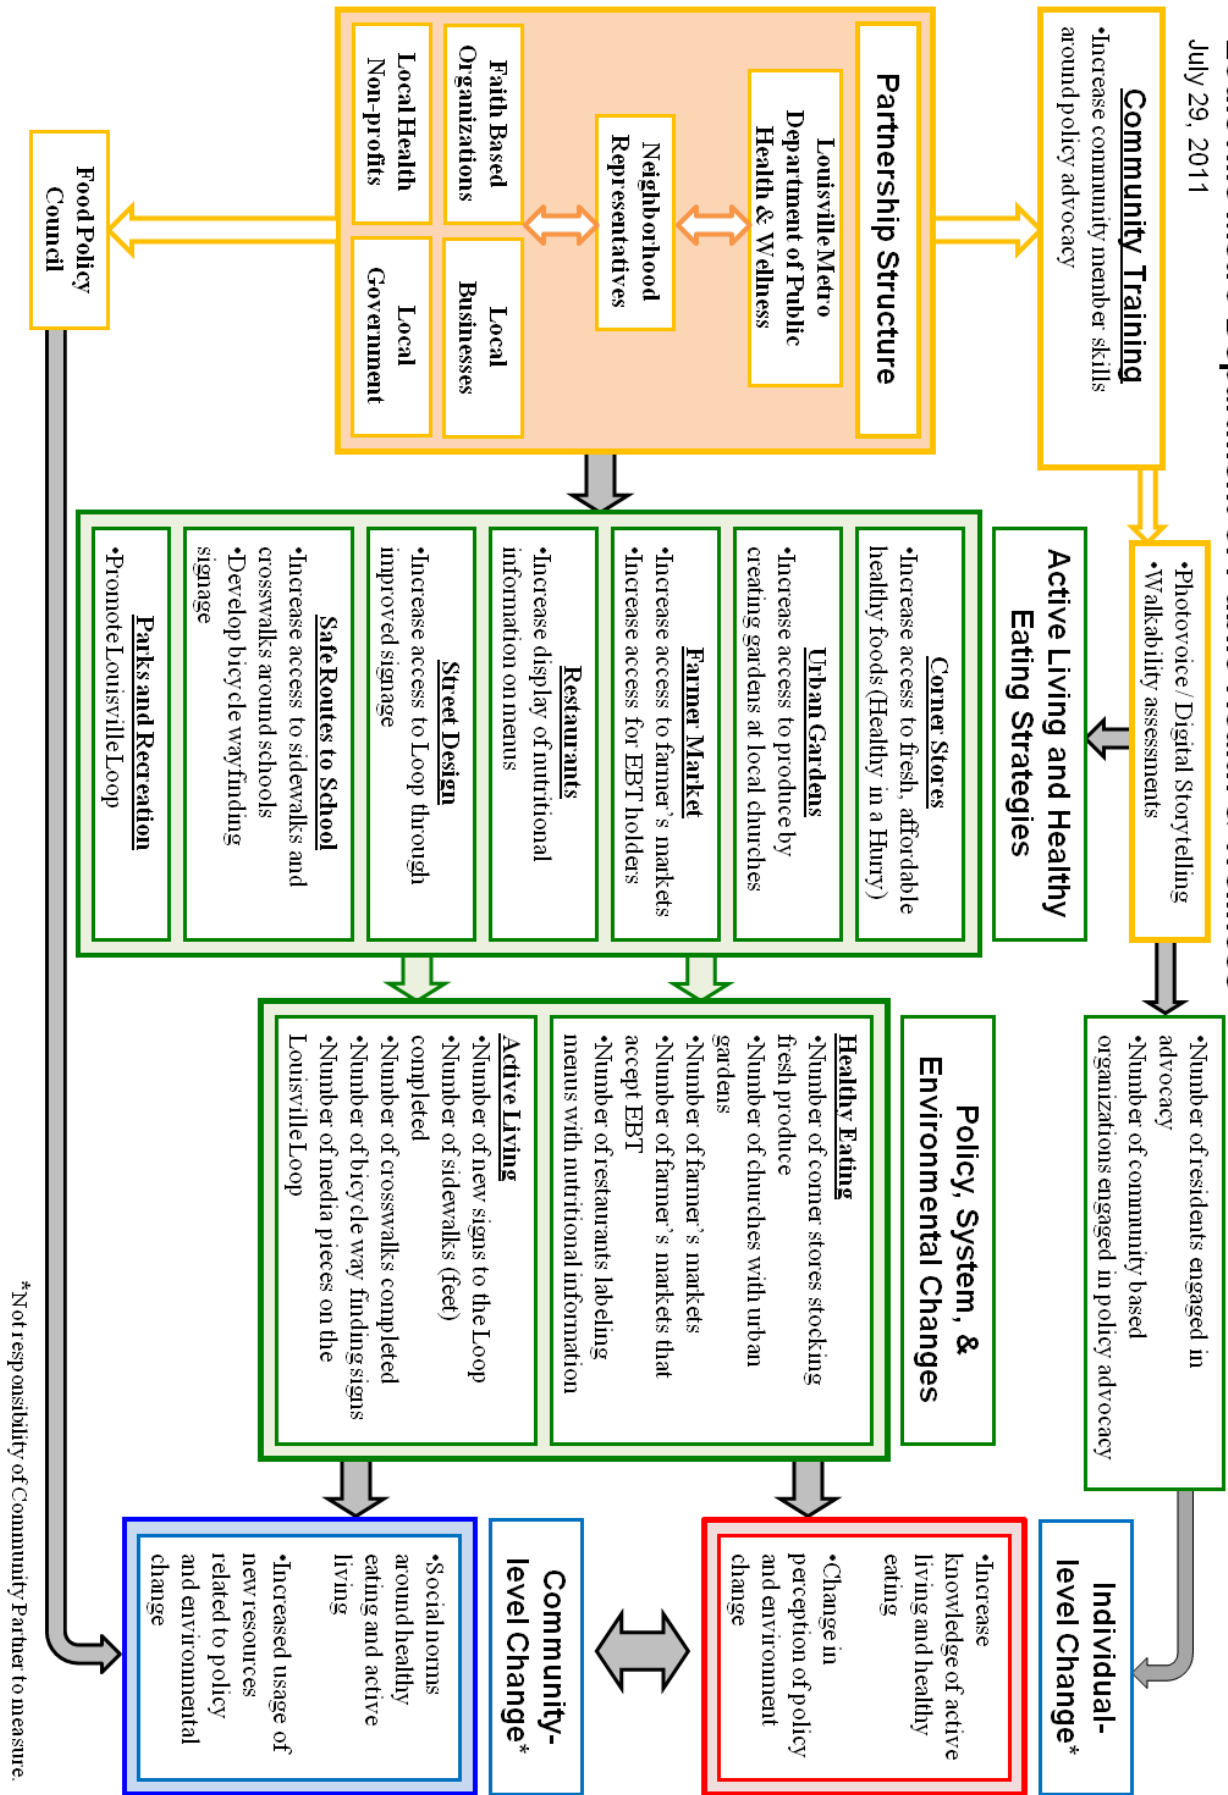 July 29, 2011
Community Training
•Increase community member skills
around policy advocacy
•Photovoice / Digital Storytelling
•Walkability assessments
•Number of residents engaged in
advocacy
•Number of community based
organizations engaged in policy advocacy
Partnership Structure
Louisville Metro
Department of Public
Health & Wellness
Neighborhood
Representatives
Faith Based
Organizations
Local
Businesses
Local Health
Non-profits
Local
Government
Food Policy
Council
Active Living and Healthy
Eating Strategies
Corner Stores
•Increase access to fresh, affordable
healthy foods (Healthy in a Hurry)
Urban Gardens
•Increase access to produce by
creating gardens at local churches
Farmer Market
•Increase access to farmer's markets
•Increase access for EBT holders
Restaurants
•Increase display of nutritional
information on menus
Street Design
•Increase access to Loop through
improved signage
Safe Routes to School
•Increase access to sidewalks and
crosswalks around schools
•Develop bicycle wayfinding
signage
Parks and Recreation
•Promote Louisville Loop
Policy, System, &
Environmental Changes
Healthy Eating
•Number of corner stores stocking
fresh produce
•Number of churches with urban
gardens
•Number of farmer's markets
•Number of farmer's markets that
accept EBT
•Number of restaurants labeling
menus with nutritional information
Active Living
•Number of new signs to the Loop
•Number of sidewalks (feet)
completed
•Number of crosswalks completed
•Number of bicycle way finding signs
•Number of media pieces on the
Louisville Loop
Individual-
level Change*
•Increase
knowledge of active
living and healthy
eating
•Change in
perception of policy
and environment
change
Community-
level Change*
•Social norms
around healthy
eating and active
living
•Increased usage of
new resources
related to policy
and environmental
change
*Not responsibility of Community Partner to measure.